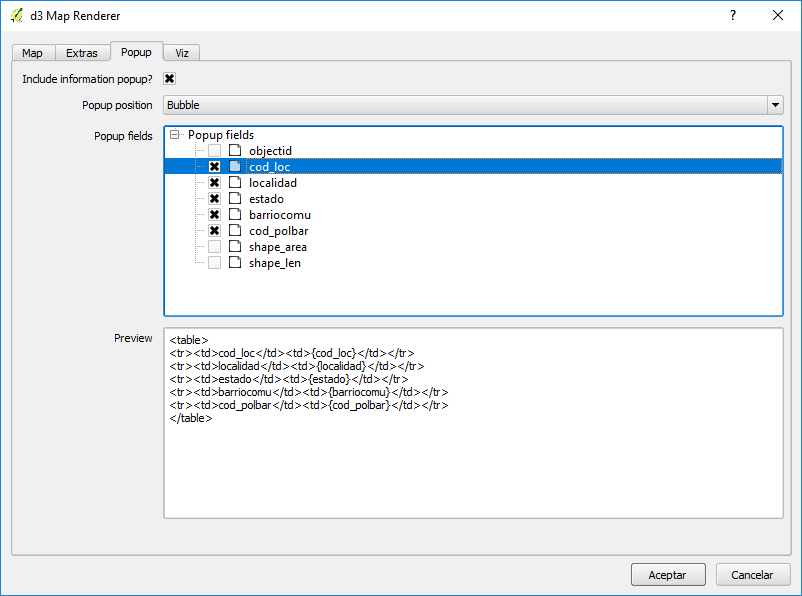 d3 Map Renderer
?
Map Extras Popup Viz
Include information popup?
Popup position Bubble
Popup fields
Popup fields
objectid
cod_loc
localidad
estado
barriocomu
cod_polbar
shape_area
shape_len
Preview
<table>
<tr><td>cod_loc</td><td>{cod_loc}</td></tr>
<tr><td>localidad</td><td>{localidad}</td></tr>
<tr><td>estado</td><td>{estado}</td></tr>
<tr><td>barriocomu</td><td>{barriocomu}</td></tr>
<tr><td>cod_polbar</td><td>{cod_polbar}</td></tr>
</table>
Aceptar Cancelar